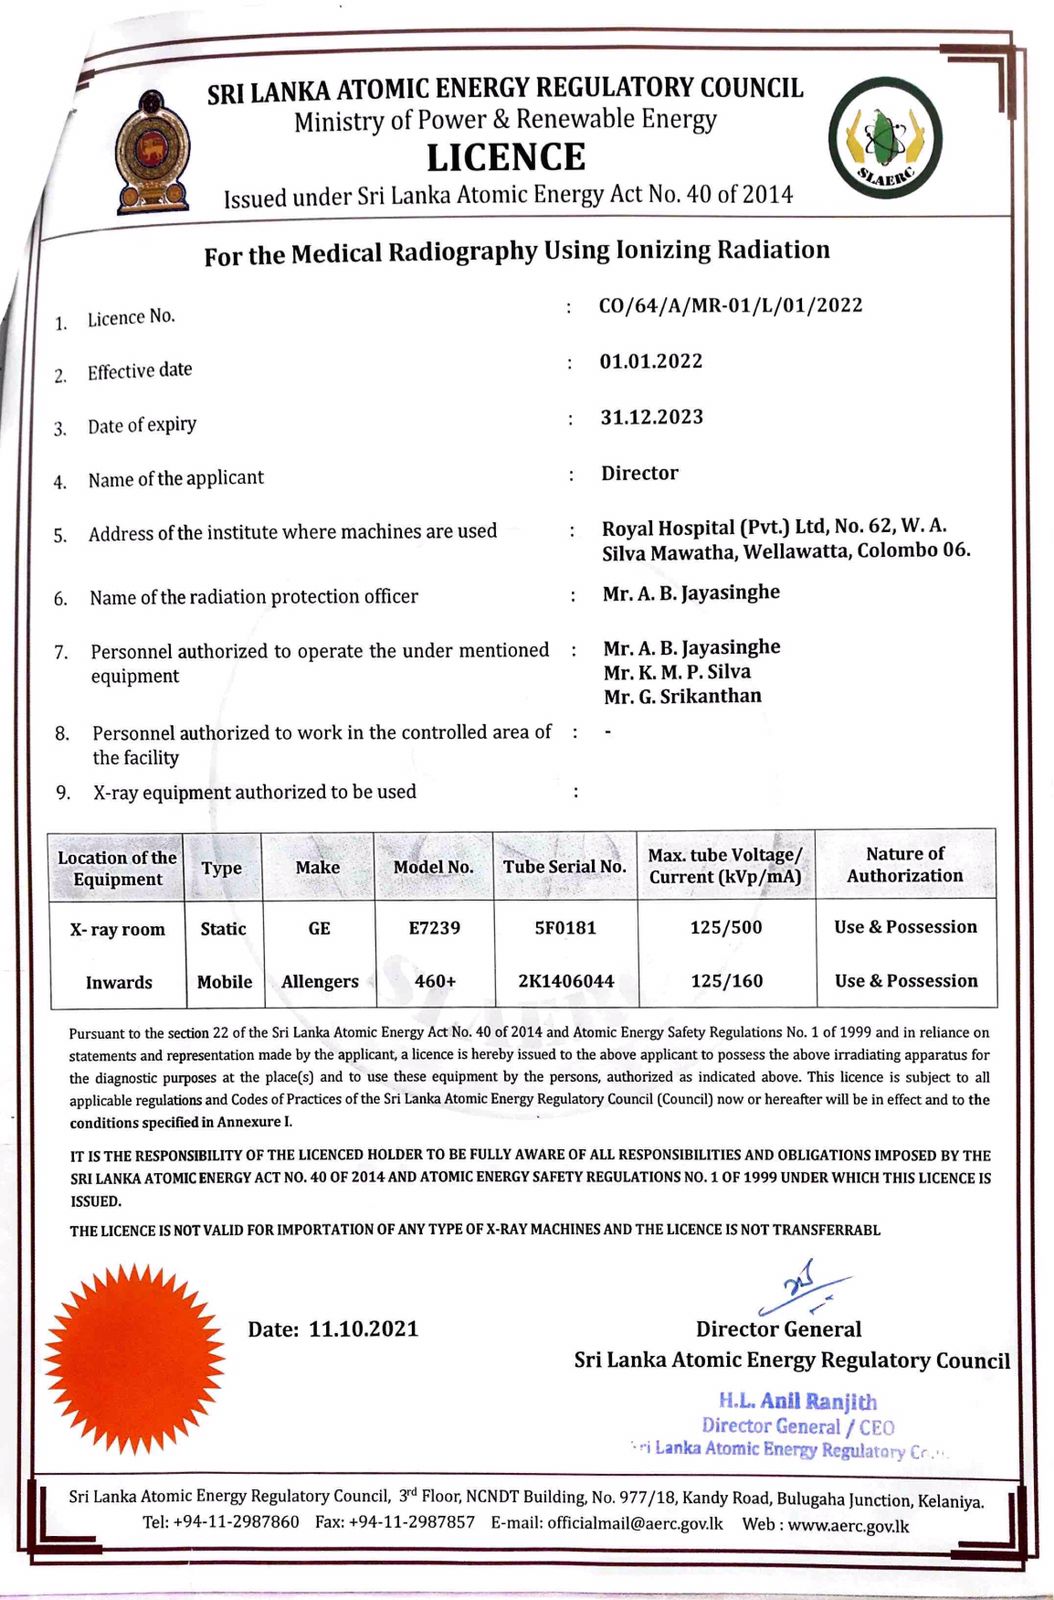 SRI LANKA ATOMIC ENERGY REGULATORY COUNCIL
Ministry of Power & Renewable Energy
LICENCE
Issued under Sri Lanka Atomic Energy Act No. 40 of 2014
SLAERC
For the Medical Radiography Using Ionizing Radiation
1. Licence No. : CO/64/A/MR-01/L/01/2022
2. Effective date : 01.01.2022
3. Date of expiry : 31.12.2023
4. Name of the applicant : Director
5. Address of the institute where machines are used : Royal Hospital (Pvt.) Ltd, No. 62, W. A.
Silva Mawatha, Wellawatta, Colombo 06.
6. Name of the radiation protection officer : Mr. A. B. Jayasinghe
7. Personnel authorized to operate the under mentioned : Mr. A. B. Jayasinghe
equipment Mr. K. M. P. Silva
Mr. G. Srikanthan
8. Personnel authorized to work in the controlled area of : -
the facility
9. X-ray equipment authorized to be used :
Location of the Equipment Type Make Model No. Tube Serial No. Max. tube Voltage/ Current (kVp/mA) Nature of Authorization
X- ray room Static GE E7239 5F0181 125/500 Use & Possession
Inwards Mobile Allengers 460+ 2K1406044 125/160 Use & Possession
SLAERC
Pursuant to the section 22 of the Sri Lanka Atomic Energy Act No. 40 of 2014 and Atomic Energy Safety Regulations No. 1 of 1999 and in reliance on
statements and representation made by the applicant, a licence is hereby issued to the above applicant to possess the above irradiating apparatus for
the diagnostic purposes at the place(s) and to use these equipment by the persons, authorized as indicated above. This licence is subject to all
applicable regulations and Codes of Practices of the Sri Lanka Atomic Energy Regulatory Council (Council) now or hereafter will be in effect and to the
conditions specified in Annexure I.
IT IS THE RESPONSIBILITY OF THE LICENCED HOLDER TO BE FULLY AWARE OF ALL RESPONSIBILITIES AND OBLIGATIONS IMPOSED BY THE
SRI LANKA ATOMIC ENERGY ACT NO. 40 OF 2014 AND ATOMIC ENERGY SAFETY REGULATIONS NO. 1 OF 1999 UNDER WHICH THIS LICENCE IS
ISSUED.
THE LICENCE IS NOT VALID FOR IMPORTATION OF ANY TYPE OF X-RAY MACHINES AND THE LICENCE IS NOT TRANSFERRABL
Date: 11.10.2021
Director General
Sri Lanka Atomic Energy Regulatory Council
H.L. Anil Ranjith
Director General / CEO
Lanka Atomic Energy Regulatory
Sri Lanka Atomic Energy Regulatory Council, 3rd Floor, NCNDT Building, No. 977/18, Kandy Road, Bulugaha Junction, Kelaniya.
Tel: +94-11-2987860 Fax: +94-11-2987857 E-mail: officialmail@aerc.gov.lk Web : www.aerc.gov.lk